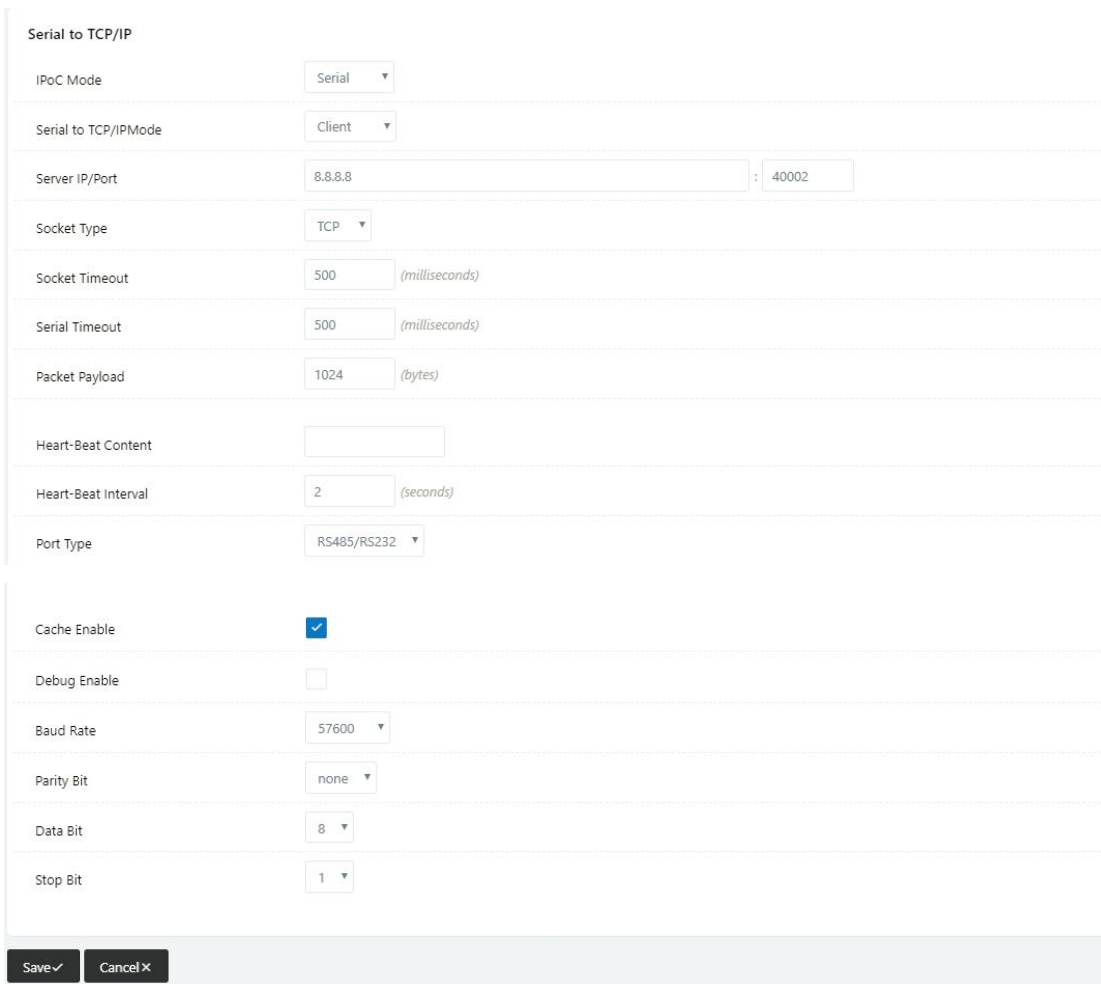 Serial to TCP/IP
IPoC Mode Serial
Serial to TCP/IPMode Client
Server IP/Port 8.8.8.8 : 40002
Socket Type TCP
Socket Timeout 500 (milliseconds)
Serial Timeout 500 (milliseconds)
Packet Payload 1024 (bytes)
Heart-Beat Content
Heart-Beat Interval 2 (seconds)
Port Type RS485/RS232
Cache Enable
Debug Enable
Baud Rate 57600
Parity Bit none
Data Bit 8
Stop Bit 1
Save Cancel